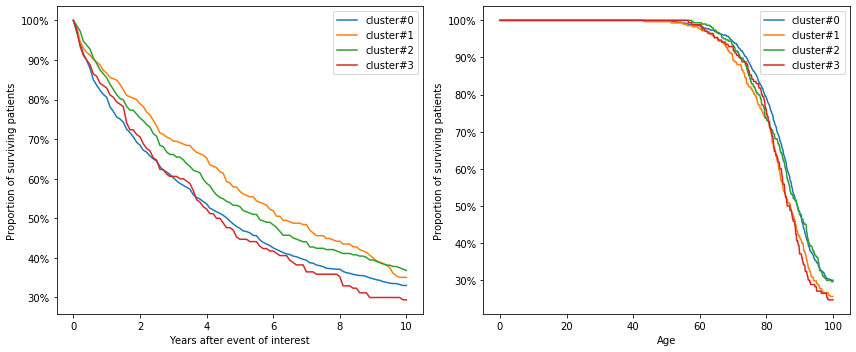 100%
90%
80%
70%
60%
50%
40%
30%
Proportion of surviving patients
0
2
4
6
8
10
Years after event of interest
cluster#0
cluster#1
cluster#2
cluster#3
100%
90%
80%
70%
60%
50%
40%
30%
Proportion of surviving patients
0
20
40
60
80
100
Age
cluster#0
cluster#1
cluster#2
cluster#3